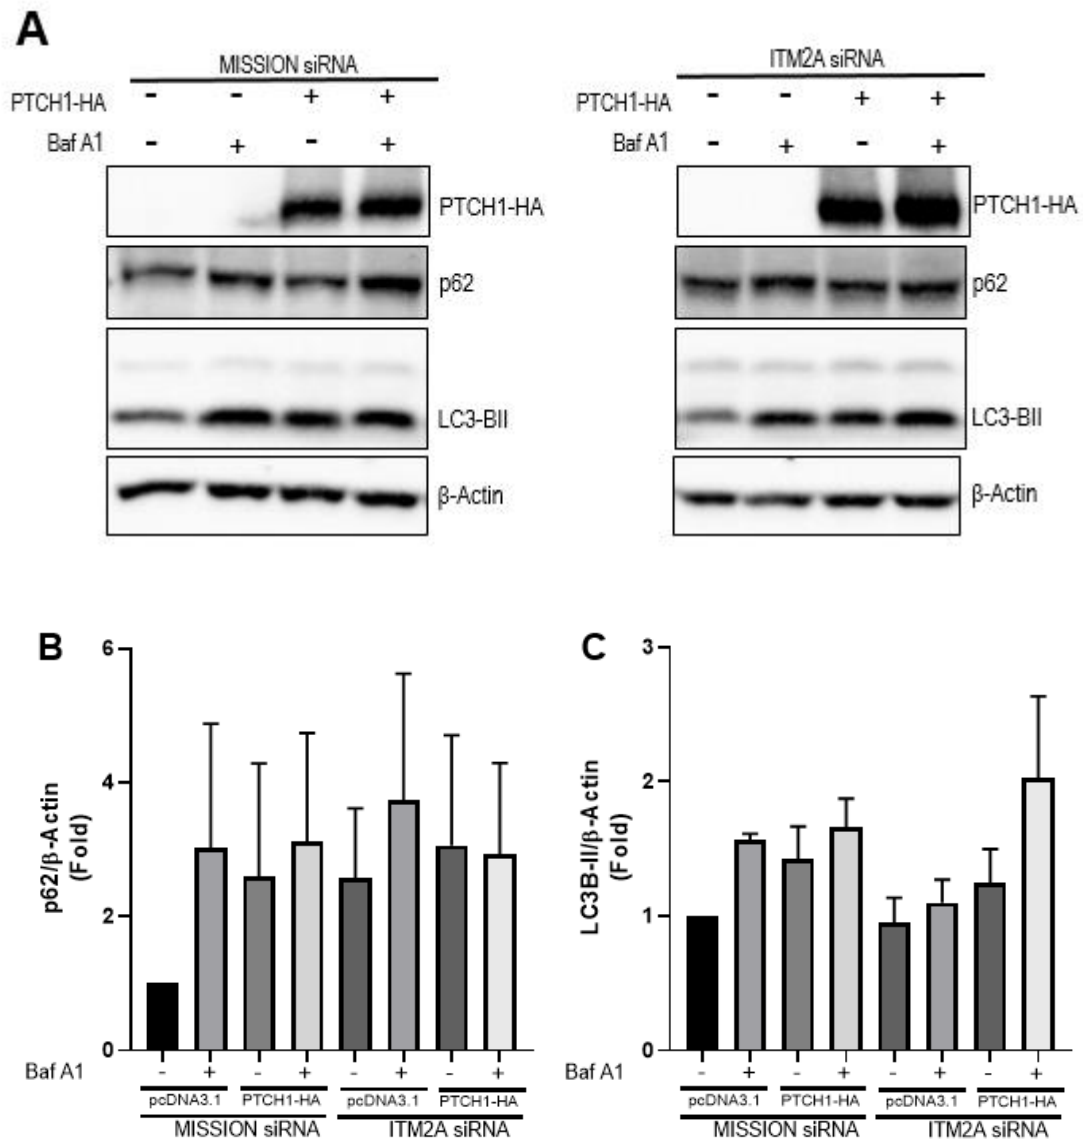 A
MISSION siRNA
PTCH1-HA - - + +
Baf A1 - + - +
PTCH1-HA
p62
LC3-BII
β-Actin
ITM2A siRNA
PTCH1-HA - - + +
Baf A1 - + - +
PTCH1-HA
p62
LC3-BII
β-Actin
B
p62/β-Actin
(Fold)
6
4
2
0
Baf A1 - + - + - + - +
pcDNA3.1 PTCH1-HA pcDNA3.1 PTCH1-HA
MISSION siRNA ITM2A siRNA
C
LC3B-II/β-Actin
(Fold)
3
2
1
0
Baf A1 - + - + - + - +
pcDNA3.1 PTCH1-HA pcDNA3.1 PTCH1-HA
MISSION siRNA ITM2A siRNA